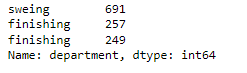 sweing 691
finishing 257
finishing 249
Name: department, dtype: int64